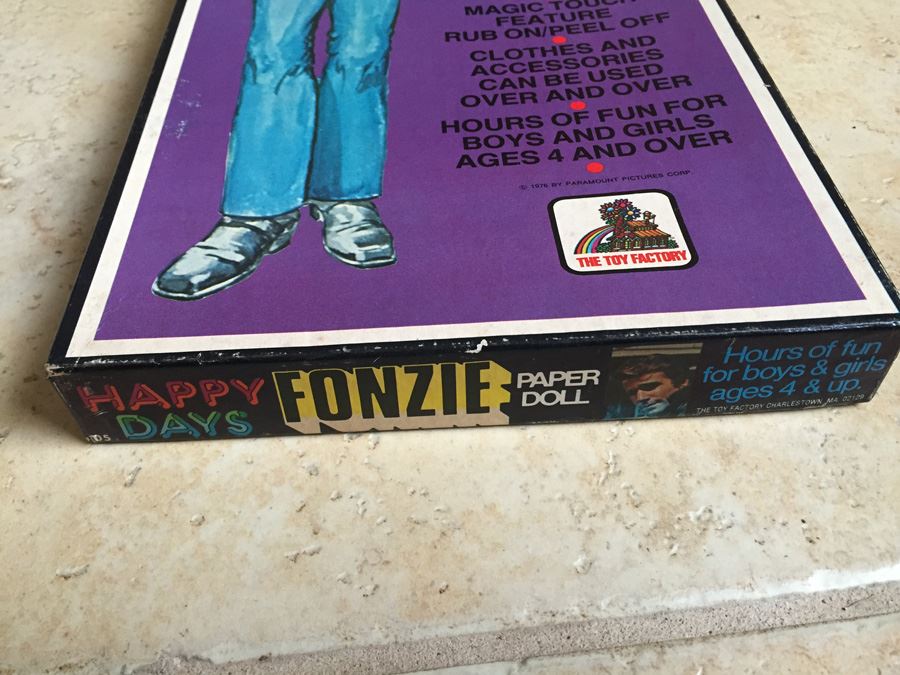 MAGIC TOUCH
FEATURE
RUB ON/PEEL OFF
CLOTHES AND
ACCESSORIES
CAN BE USED
OVER AND OVER
HOURS OF FUN FOR
BOYS AND GIRLS
AGES 4 AND OVER
© 1976 BY PARAMOUNT PICTURES CORP
THE TOY FACTORY
HAPPY
DAYS
FONZIE
PAPER
DOLL
Hours of fun
for boys & girls
ages 4 & up.
THE TOY FACTORY CHARLESTOWN, MA. 02129